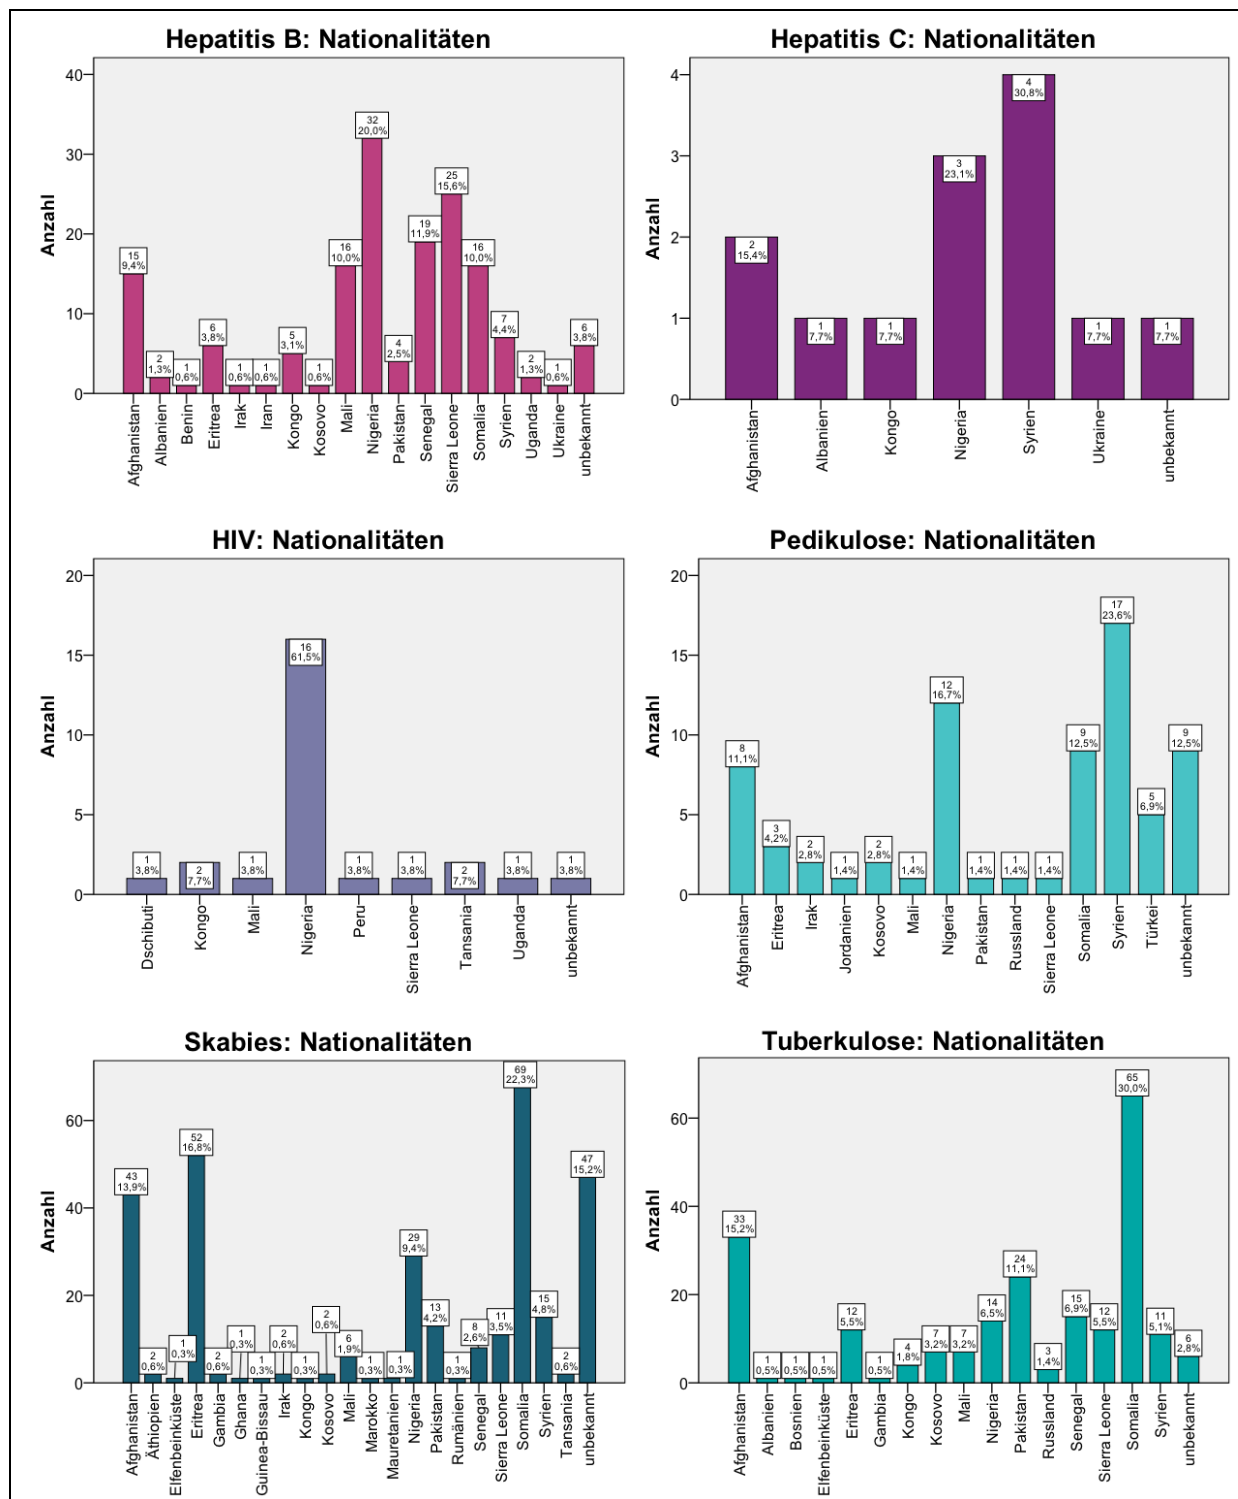 Hepatitis B: Nationalitäten
Anzahl
40
30
20
10
0
15
9,4%
2
1,3%
1
0,6%
6
3,8%
1
0,6%
1
0,6%
5
3,1%
1
0,6%
16
10,0%
32
20,0%
4
2,5%
19
11,9%
25
15,6%
16
10,0%
7
4,4%
2
1,3%
1
0,6%
6
3,8%
Afghanistan
Albanien
Benin
Eritrea
Irak
Iran
Kongo
Kosovo
Mali
Nigeria
Pakistan
Senegal
Sierra Leone
Somalia
Syrien
Uganda
Ukraine
unbekannt
Hepatitis C: Nationalitäten
Anzahl
4
3
2
1
0
2
15,4%
1
7,7%
1
7,7%
3
23,1%
4
30,8%
1
7,7%
1
7,7%
Afghanistan
Albanien
Kongo
Nigeria
Syrien
Ukraine
unbekannt
HIV: Nationalitäten
Anzahl
20
15
10
5
0
1
3,8%
2
7,7%
1
3,8%
16
61,5%
1
3,8%
1
3,8%
2
7,7%
1
3,8%
1
3,8%
Dschibuti
Kongo
Mali
Nigeria
Peru
Sierra Leone
Tansania
Uganda
unbekannt
Pedikulose: Nationalitäten
Anzahl
20
15
10
5
0
8
11,1%
3
4,2%
2
2,8%
1
1,4%
2
2,8%
1
1,4%
12
16,7%
1
1,4%
1
1,4%
1
1,4%
9
12,5%
17
23,6%
5
6,9%
9
12,5%
Afghanistan
Eritrea
Irak
Jordanien
Kosovo
Mali
Nigeria
Pakistan
Russland
Sierra Leone
Somalia
Syrien
Türkei
unbekannt
Skabies: Nationalitäten
Anzahl
60
40
20
0
43
13,9%
2
0,6%
1
0,3%
52
16,8%
2
0,6%
1
0,3%
1
0,3%
2
0,6%
1
0,3%
2
0,6%
6
1,9%
1
0,3%
1
0,3%
29
9,4%
13
4,2%
1
0,3%
8
2,6%
11
3,5%
69
22,3%
15
4,8%
2
0,6%
47
15,2%
Afghanistan
Äthiopien
Elfenbeinküste
Eritrea
Gambia
Ghana
Guinea-Bissau
Irak
Kongo
Kosovo
Mali
Marokko
Mauretanien
Nigeria
Pakistan
Rumänien
Senegal
Sierra Leone
Somalia
Syrien
Tansania
unbekannt
Tuberkulose: Nationalitäten
Anzahl
60
40
20
0
33
15,2%
1
0,5%
1
0,5%
1
0,5%
12
5,5%
1
0,5%
4
1,8%
7
3,2%
7
3,2%
14
6,5%
24
11,1%
3
1,4%
15
6,9%
12
5,5%
65
30,0%
11
5,1%
6
2,8%
Afghanistan
Albanien
Bosnien
Elfenbeinküste
Eritrea
Gambia
Kongo
Kosovo
Mali
Nigeria
Pakistan
Russland
Senegal
Sierra Leone
Somalia
Syrien
unbekannt